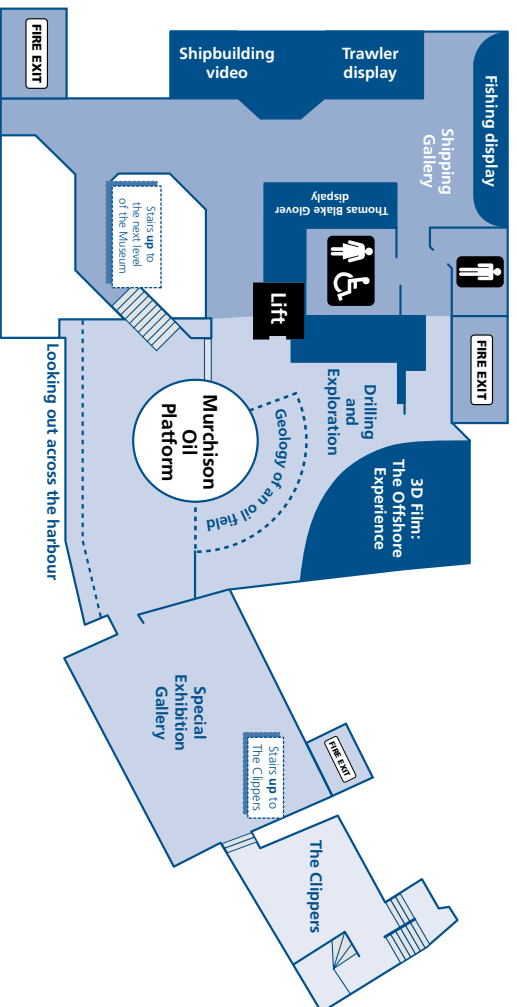 FIRE EXIT
Shipbuilding
video
Trawler
display
Fishing display
Shipping
Gallery
Thomas Blake Glover
dispaly
Stairs up to
the next level
of the Museum
Lift
FIRE EXIT
Drilling
and
Exploration
Geology of an oil field
Murchison
Oil
Platform
3D Film:
The Offshore
Experience
Looking out across the harbour
Special
Exhibition
Gallery
Stairs up to
The Clippers
FIRE EXIT
The Clippers